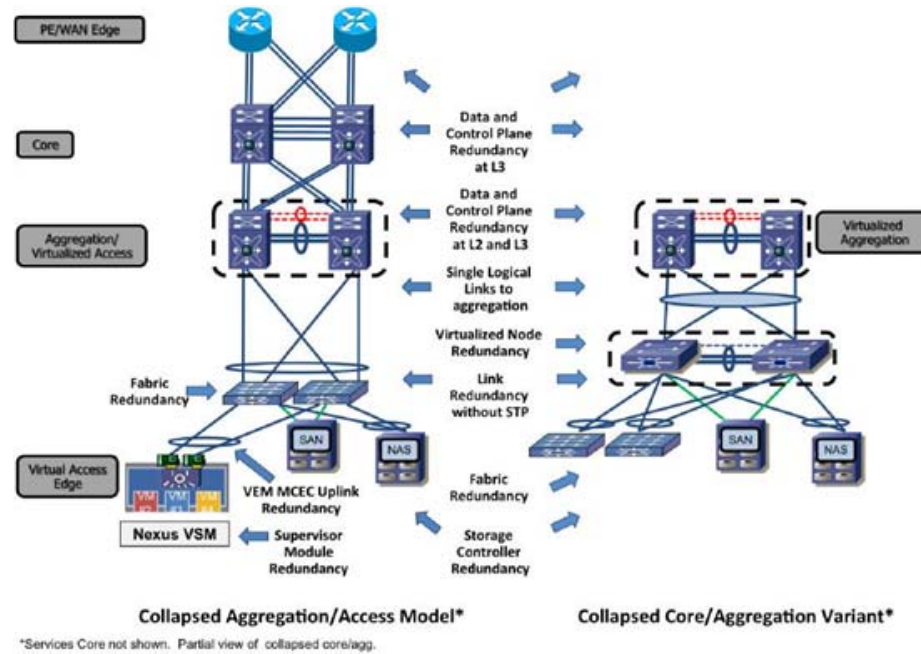 PE/WAN Edge
Core
Data and
Control Plane
Redundancy
at L3
Data and
Control Plane
Redundancy
at L2 and L3
Aggregation/
Virtualized Access
Virtualized
Aggregation
Single Logical
Links to
aggregation
Virtualized Node
Redundancy
Fabric
Redundancy
Link
Redundancy
without STP
SAN
NAS
SAN
NAS
Virtual Access
Edge
VM
VM
VM
VEM MCEC Uplink
Redundancy
Fabric
Redundancy
Nexus VSM
Supervisor
Module
Redundancy
Storage
Controller
Redundancy
Collapsed Aggregation/Access Model*
Collapsed Core/Aggregation Variant*
*Services Core not shown. Partial view of collapsed core/agg.